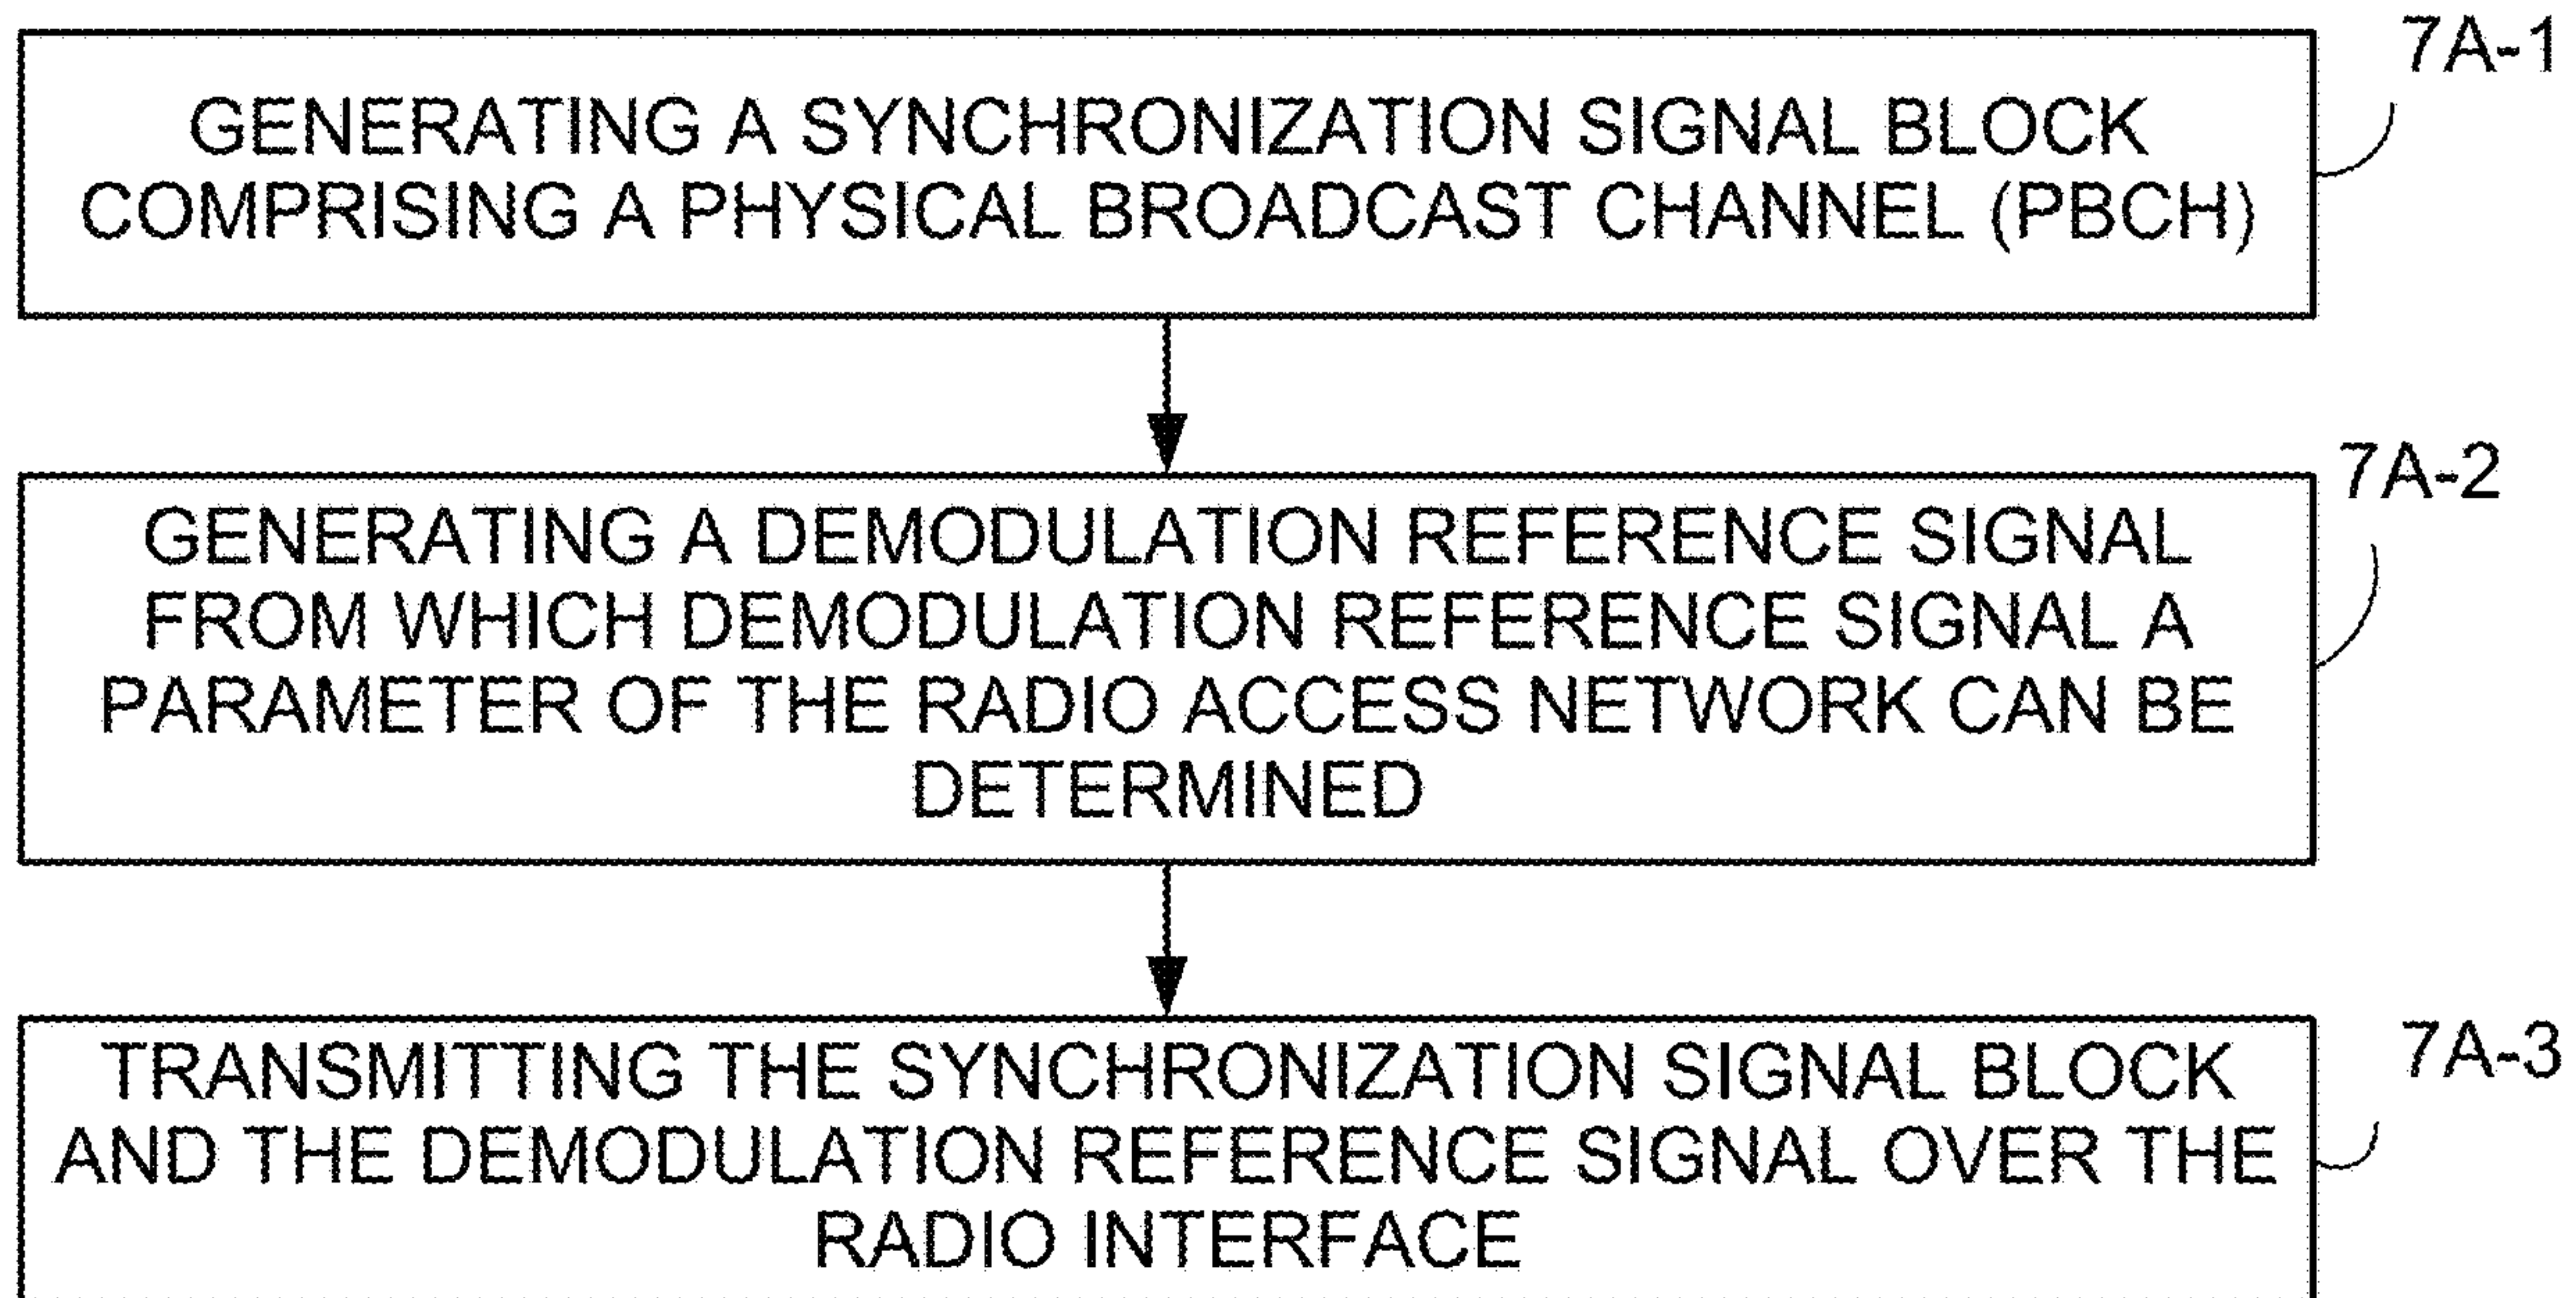 7A-1
GENERATING A SYNCHRONIZATION SIGNAL BLOCK
COMPRISING A PHYSICAL BROADCAST CHANNEL (PBCH)
7A-2
GENERATING A DEMODULATION REFERENCE SIGNAL
FROM WHICH DEMODULATION REFERENCE SIGNAL A
PARAMETER OF THE RADIO ACCESS NETWORK CAN BE
DETERMINED
7A-3
TRANSMITTING THE SYNCHRONIZATION SIGNAL BLOCK
AND THE DEMODULATION REFERENCE SIGNAL OVER THE
RADIO INTERFACE